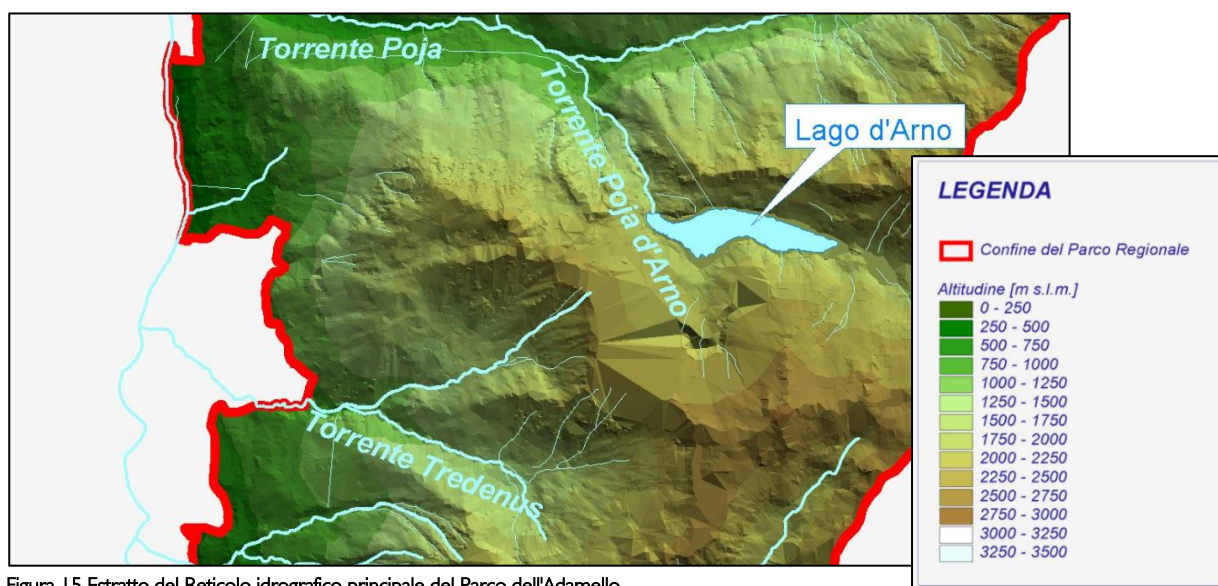 Torrente Poja
Torrente Poja d'Arno
Lago d'Arno
Torrente Tredenus
LEGENDA
Confine del Parco Regionale
Altitudine [m s.l.m.]
0 - 250
250 - 500
500 - 750
750 - 1000
1000 - 1250
1250 - 1500
1500 - 1750
1750 - 2000
2000 - 2250
2250 - 2500
2500 - 2750
2750 - 3000
3000 - 3250
3250 - 3500
Figura 15 Estratto del Reticolo idrografico principale del Parco dell'Adamello